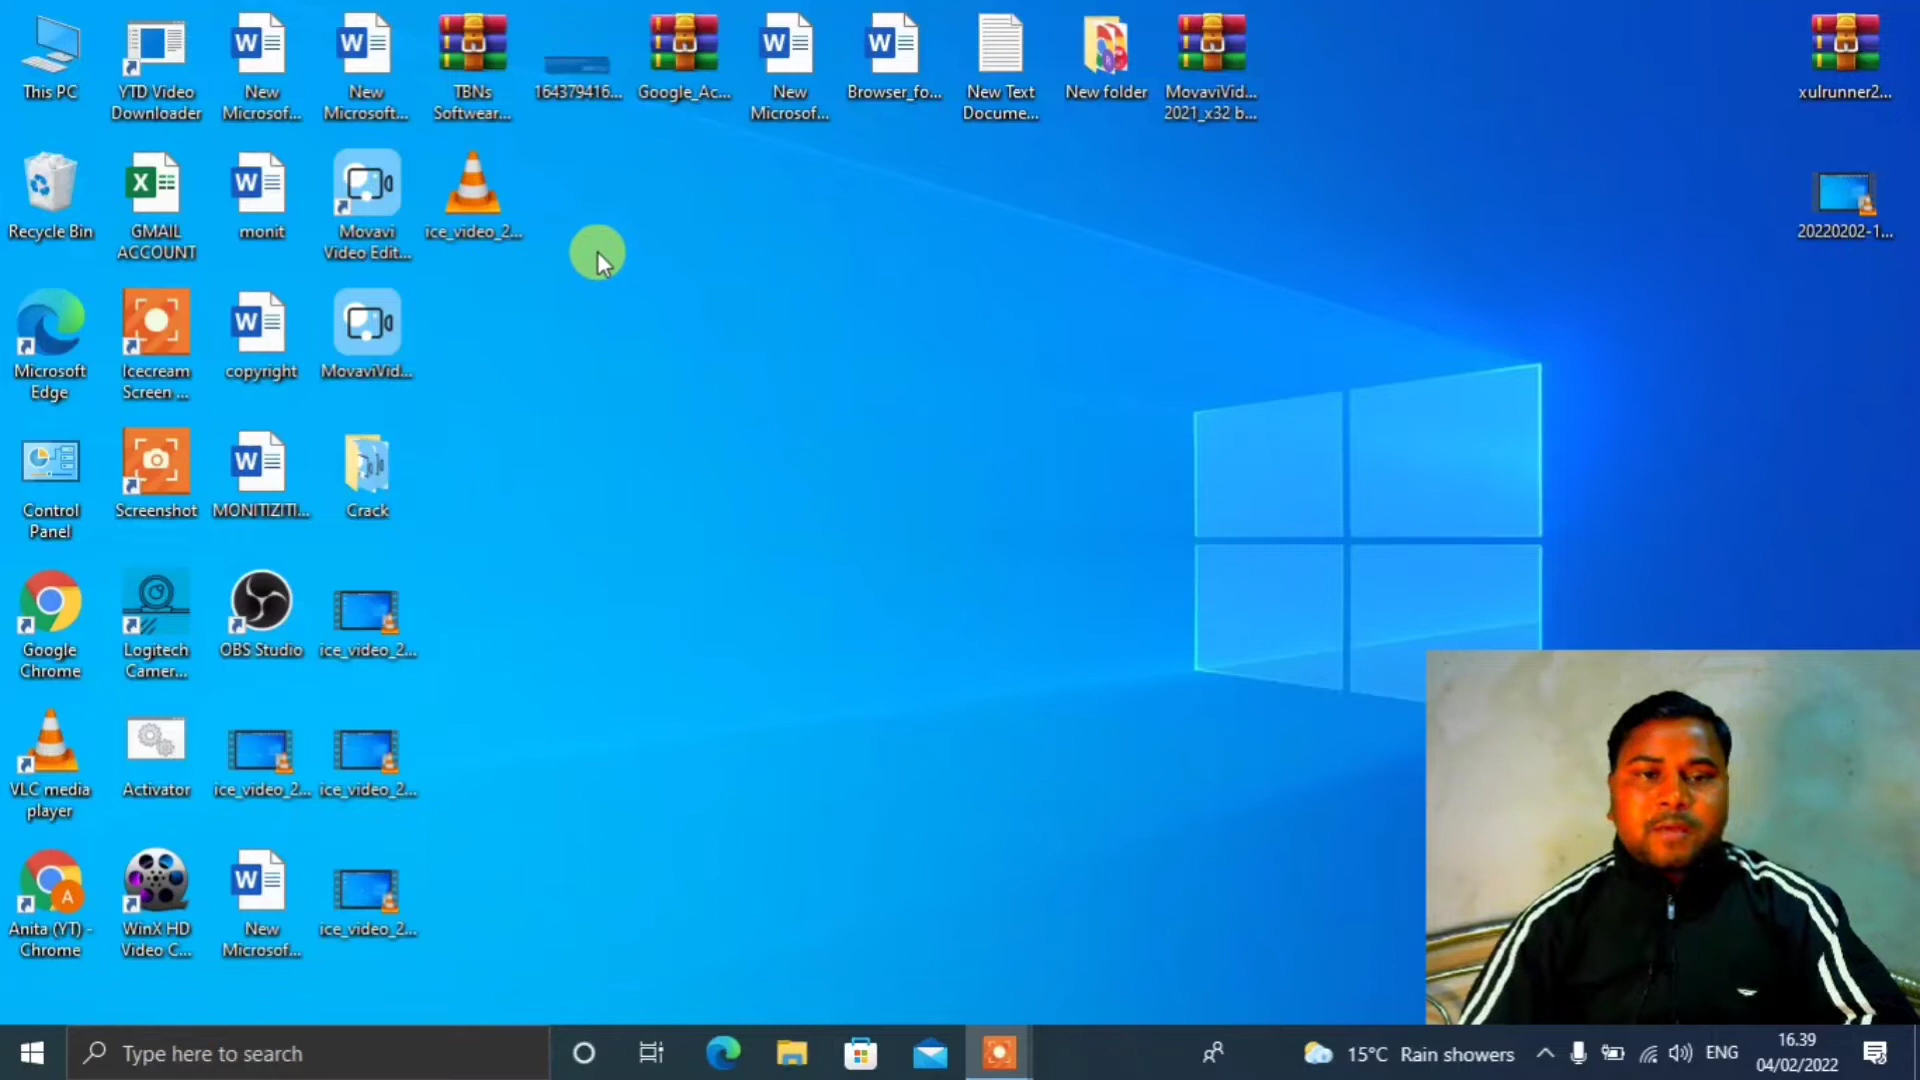 This PC
YTD Video
Downloader
New
Microsof...
New
Microsoft...
TBNs
Softwear...
164379416...
Google_Ac...
New
Microsof...
Browser_fo...
New Text
Docume...
New folder
MovaviVid...
2021_x32 b...
xulrunner2...
Recycle Bin
GMAIL
ACCOUNT
monit
Movavi
Video Edit...
ice_video_2...
20220202-1...
Microsoft
Edge
Icecream
Screen ...
copyright
MovaviVid...
Control
Panel
Screenshot
MONITIZITI...
Crack
Google
Chrome
Logitech
Camer...
OBS Studio
ice_video_2...
VLC media
player
Activator
ice_video_2...
ice_video_2...
Anita (YT) -
Chrome
WinX HD
Video C...
New
Microsof...
ice_video_2...
Type here to search
15°C Rain showers
ENG
16.39
04/02/2022